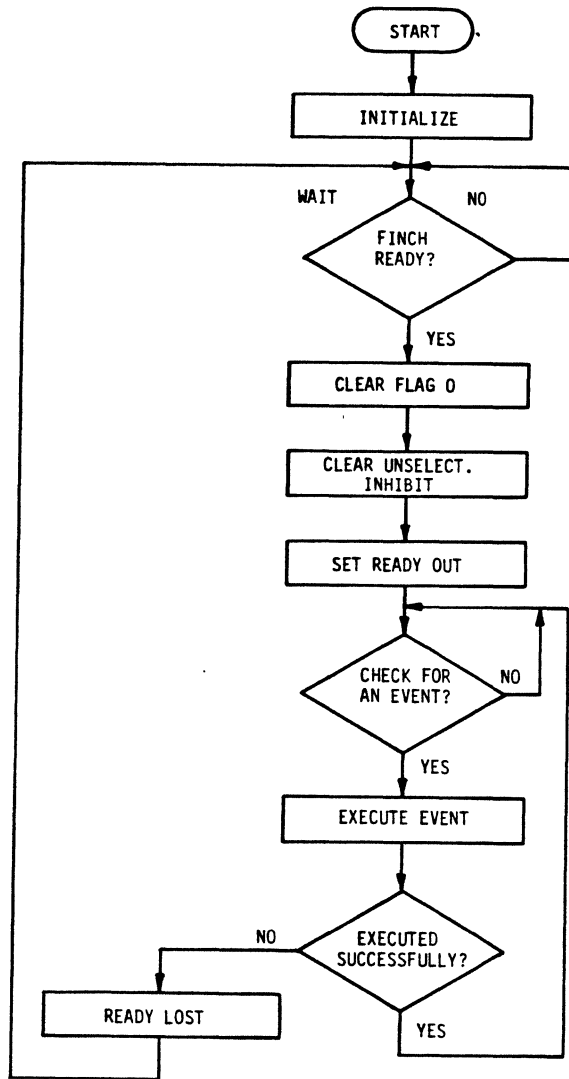 START
INITIALIZE
WAIT
NO
FINCH
READY?
YES
CLEAR FLAG 0
CLEAR UNSELECT.
INHIBIT
SET READY OUT
CHECK FOR
AN EVENT?
NO
YES
EXECUTE EVENT
EXECUTED
SUCCESSFULLY?
NO
READY LOST
YES